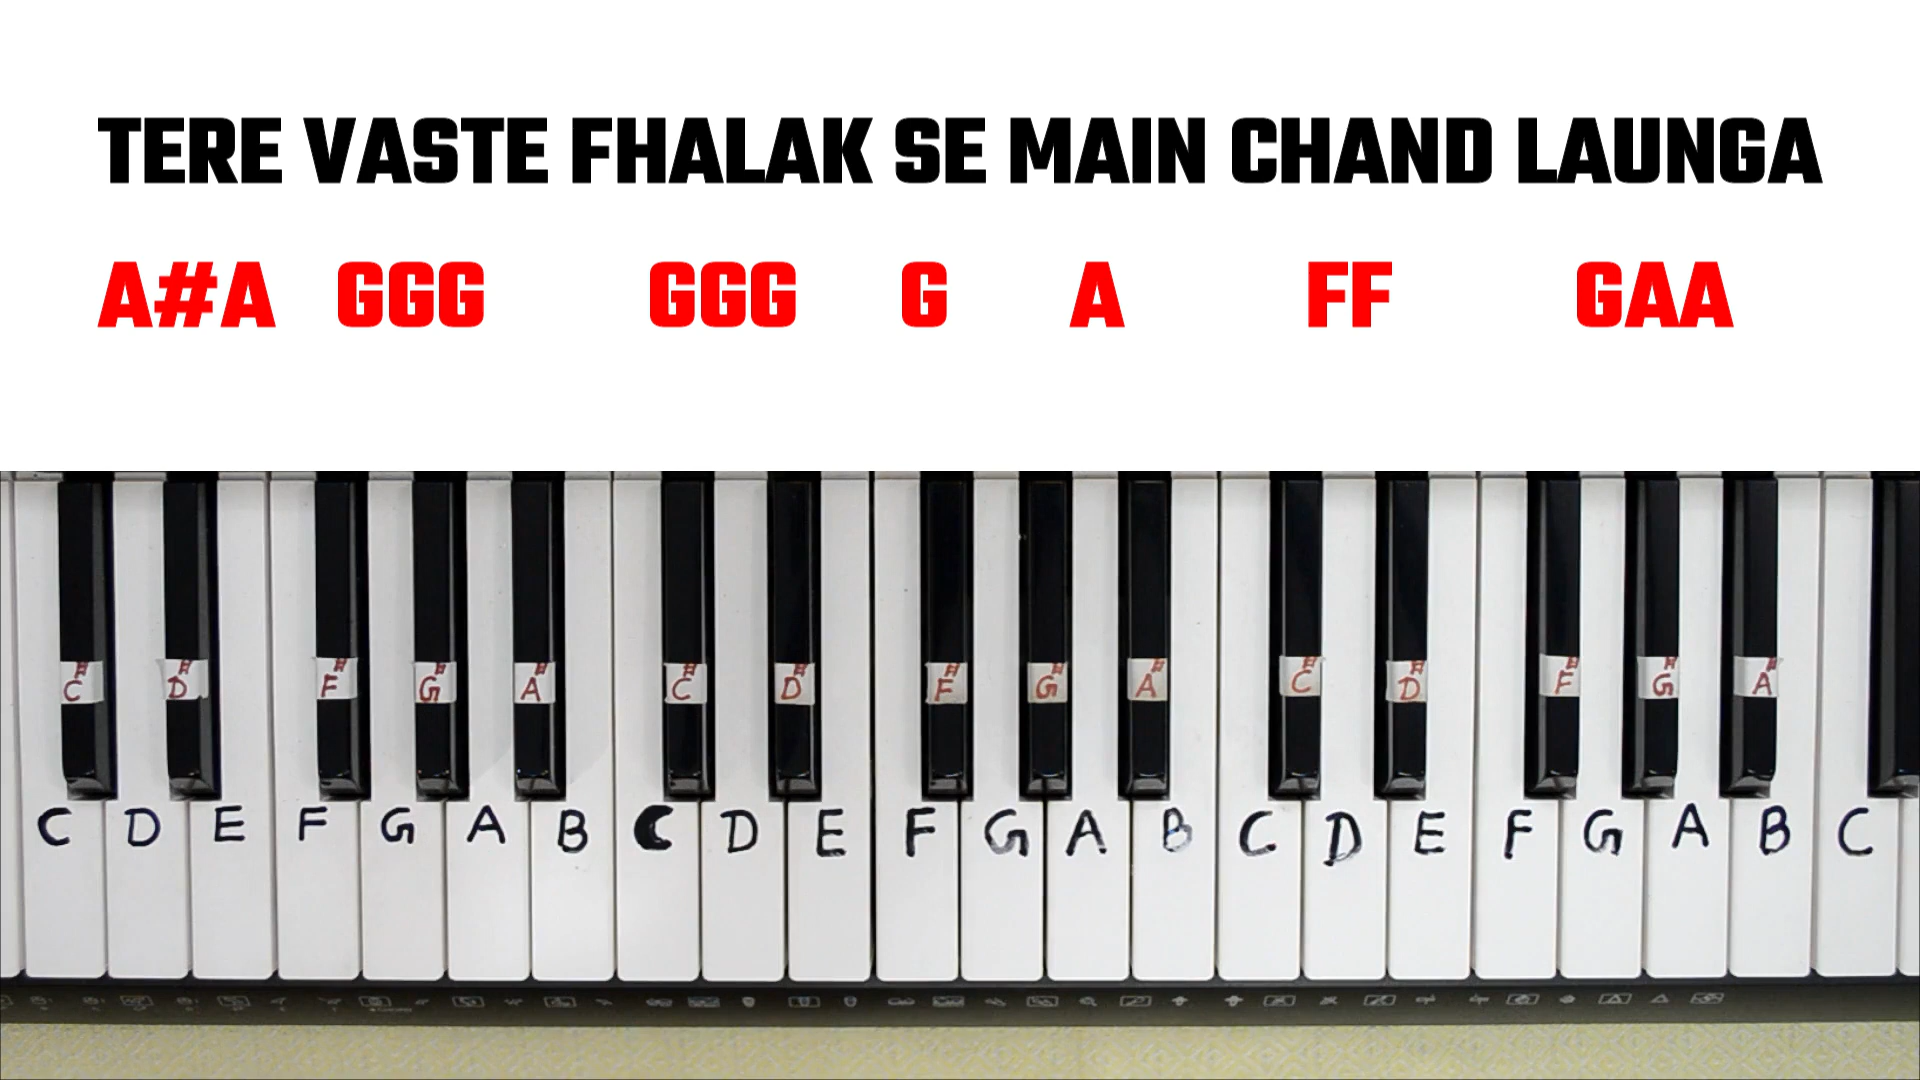 TERE VASTE FHALAK SE MAIN CHAND LAUNGA
A#A GGG GGG G A FF GAA
C# D# F# G# A# C# D# F# G# A# C# D# F# G# A#
C D E F G A B C D E F G A B C D E F G A B C